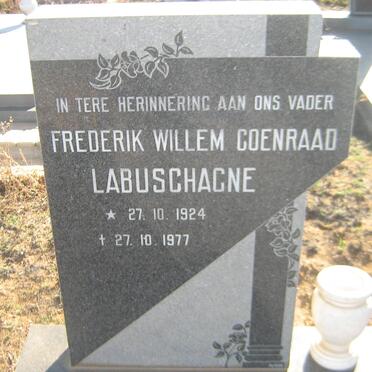 IN TERE HERINNERING AAN ONS VADER
FREDERIK WILLEM COENRAAD
LABUSCHAGNE
* 27. 10. 1924
† 27. 10. 1977